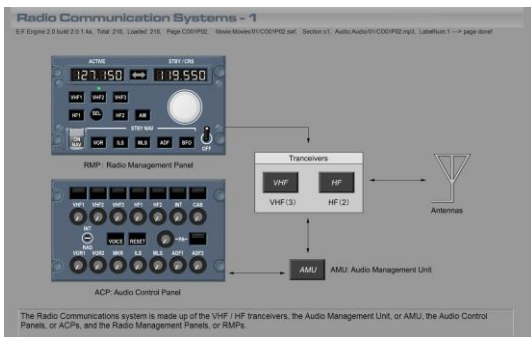 Radio Communication Systems - 1
E/F Engine 2.0 build 2.0.1.4a, Total: 218, Loaded: 218, Page:CO01P02, Movie:Movies/01/CO01P02.swf, Section:s1, Audio:Audio/01/CO01P02.mp3, LabelNum:1 ---> page done!
ACTIVE STBY / CRS
127.150 119.550
VHF1 VHF2 VHF3
HF1 SEL HF2 AM
STBY NAV
ON NAV VOR ILS MLS ADF BFO OFF
RMP: Radio Management Panel
Tranceivers
VHF HF
VHF (3) HF (2)
Antennas
VHF1 VHF2 VHF3 HF1 HF2 INT CAB
INT
RAD VOICE RESET PA
VOR1 VOR2 MKR ILS MLS ADF1 ADF2
ACP: Audio Control Panel
AMU AMU: Audio Management Unit
The Radio Communications system is made up of the VHF / HF tranceivers, the Audio Management Unit, or AMU, the Audio Control
Panels, or ACPs, and the Radio Management Panels, or RMPs.